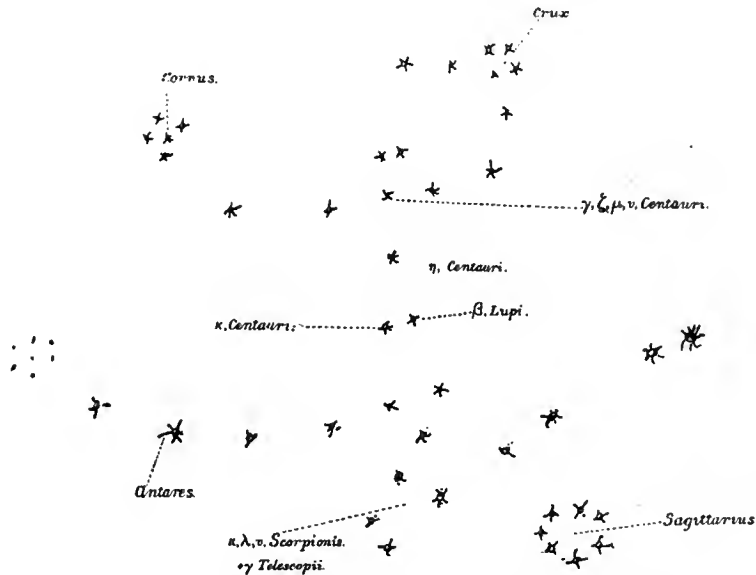 Crux
Corvus.
γ, ζ, μ, ν, Centauri.
η, Centauri.
κ, Centauri.
β, Lupi.
Antares.
κ, λ, υ, Scorpionis.
+γ Telescopii.
Sagittarius